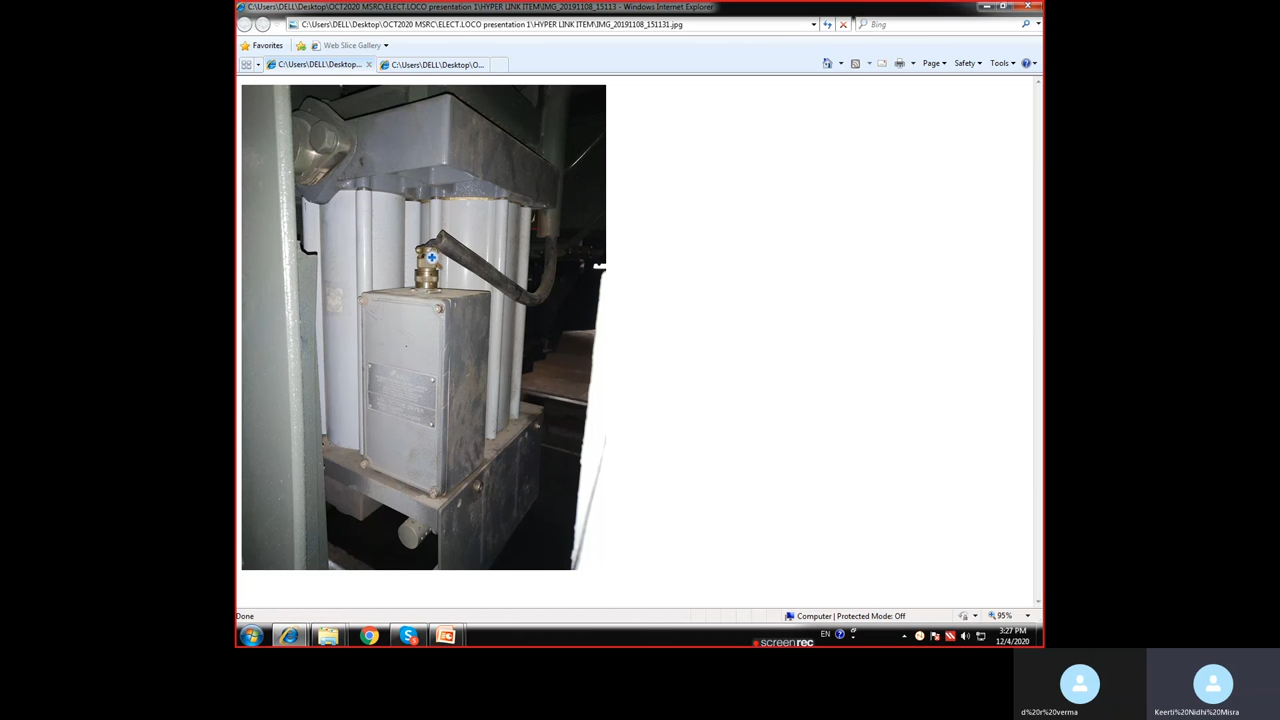 C:\Users\DELL\Desktop\OCT2020 MSRC\ELECT.LOCO presentation 1\HYPER LINK ITEM\IMG_20191108_15113 - Windows Internet Explorer
C:\Users\DELL\Desktop\OCT2020 MSRC\ELECT.LOCO presentation 1\HYPER LINK ITEM\IMG_20191108_151131.jpg
Bing
Favorites
Web Slice Gallery
C:\Users\DELL\Desktop...
C:\Users\DELL\Desktop\O...
Page
Safety
Tools
Done
Computer | Protected Mode: Off
95%
EN
3:27 PM
12/4/2020
screenrec
d%20r%20verma
Keerti%20Nidhi%20Misra